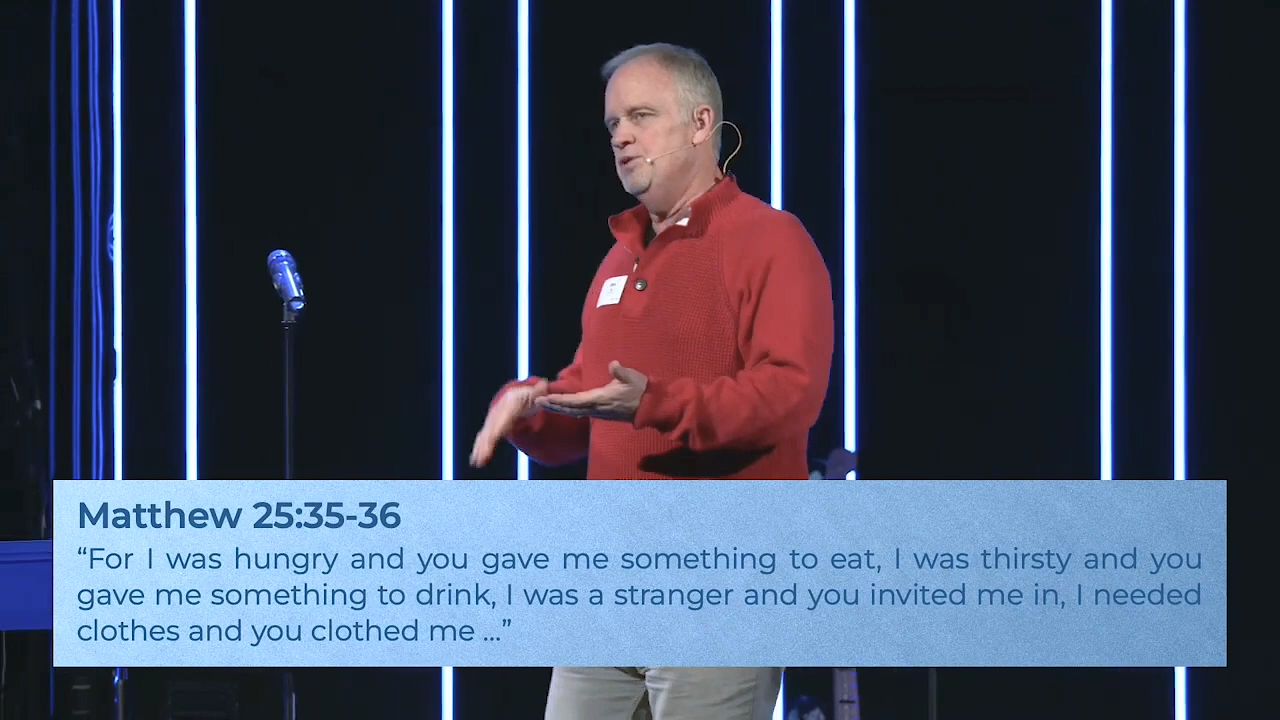 Matthew 25:35-36
“For I was hungry and you gave me something to eat, I was thirsty and you
gave me something to drink, I was a stranger and you invited me in, I needed
clothes and you clothed me ...”